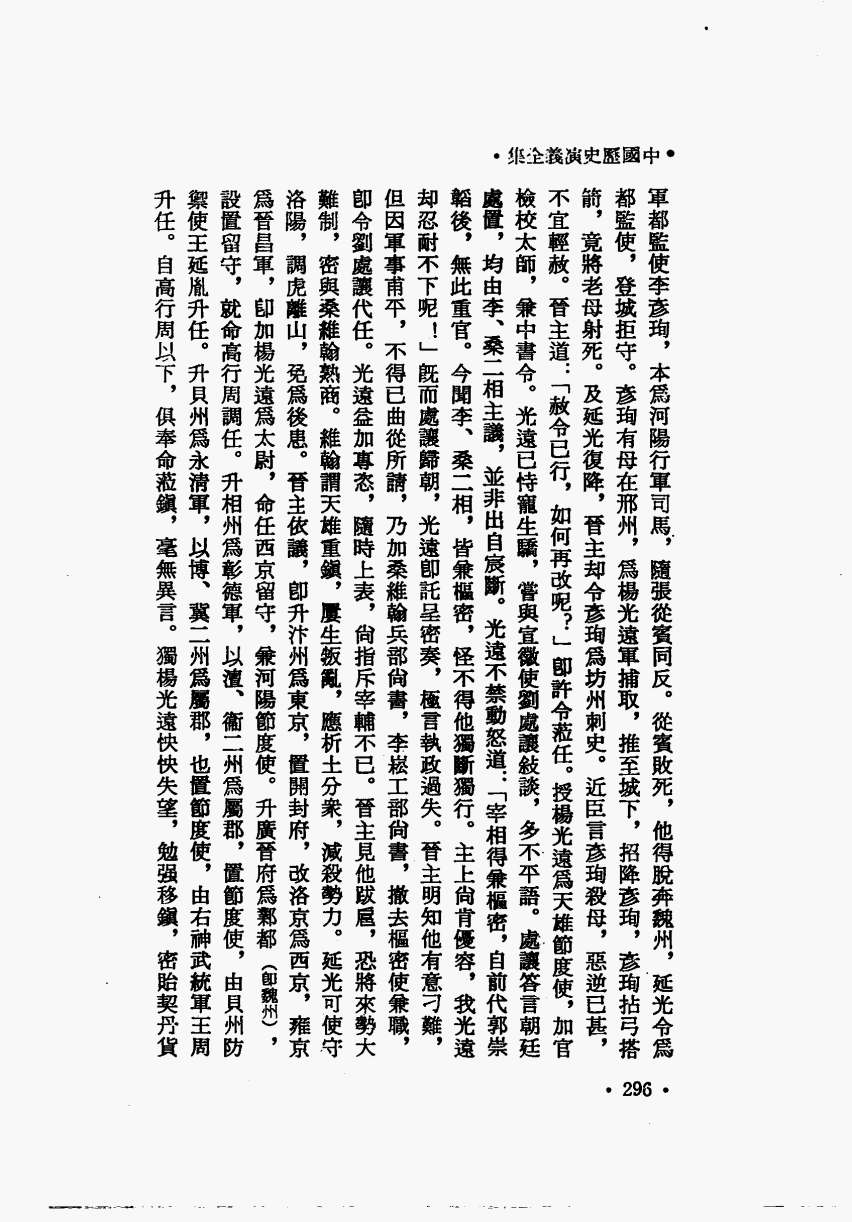 •中國歷史演義全集•
軍都監使李彥珣，本爲河陽行軍司馬，隨張從賓同反。從賓敗死，他得脫奔魏州，延光令爲
都監使，登城拒守。彥珣有母在邢州，爲楊光遠軍捕取，推至城下，招降彥珣，彥珣拈弓搭
箭，竟將老母射死。及延光復降，晉主却令彥珣爲坊州刺史。近臣言彥珣殺母，惡逆已甚，
不宜輕赦。晉主道：「赦令已行，如何再改呢？」卽許令蒞任。授楊光遠爲天雄節度使，加官
檢校太師，兼中書令。光遠已恃寵生驕，嘗與宣徽使劉處讓敍談，多不平語。處讓答言朝廷
處置，均由李、桑二相主議，並非出自宸斷。光遠不禁動怒道：「宰相得兼樞密，自前代郭崇
韜後，無此重官。今聞李、桑二相，皆兼樞密，怪不得他獨斷獨行。主上尚肯優容，我光遠
却忍耐不下呢！」既而處讓歸朝，光遠卽託呈密奏，極言執政過失。晉主明知他有意刁難，
但因軍事甫平，不得已曲從所請，乃加桑維翰兵部尚書，李崧工部尚書，撤去樞密使兼職，
卽令劉處讓代任。光遠益加專恣，隨時上表，尚指斥宰輔不已。晉主見他跋扈，恐將來勢大
難制，密與桑維翰熟商。維翰謂天雄重鎭，屢生叛亂，應析土分衆，減殺勢力。延光可使守
洛陽，調虎離山，免爲後患。晉主依議，卽升汴州爲東京，置開封府，改洛京爲西京，雍京
爲晉昌軍，卽加楊光遠爲太尉，命任西京留守，兼河陽節度使。升廣晉府爲鄴都（卽魏州），
設置留守，就命高行周調任。升相州爲彰德軍，以澶、衞二州爲屬郡，置節度使，由貝州防
禦使王延胤升任。升貝州爲永淸軍，以博、冀二州爲屬郡，也置節度使，由右神武統軍王周
升任。自高行周以下，俱奉命蒞鎭，毫無異言。獨楊光遠怏怏失望，勉强移鎭，密貽契丹貨
•296•